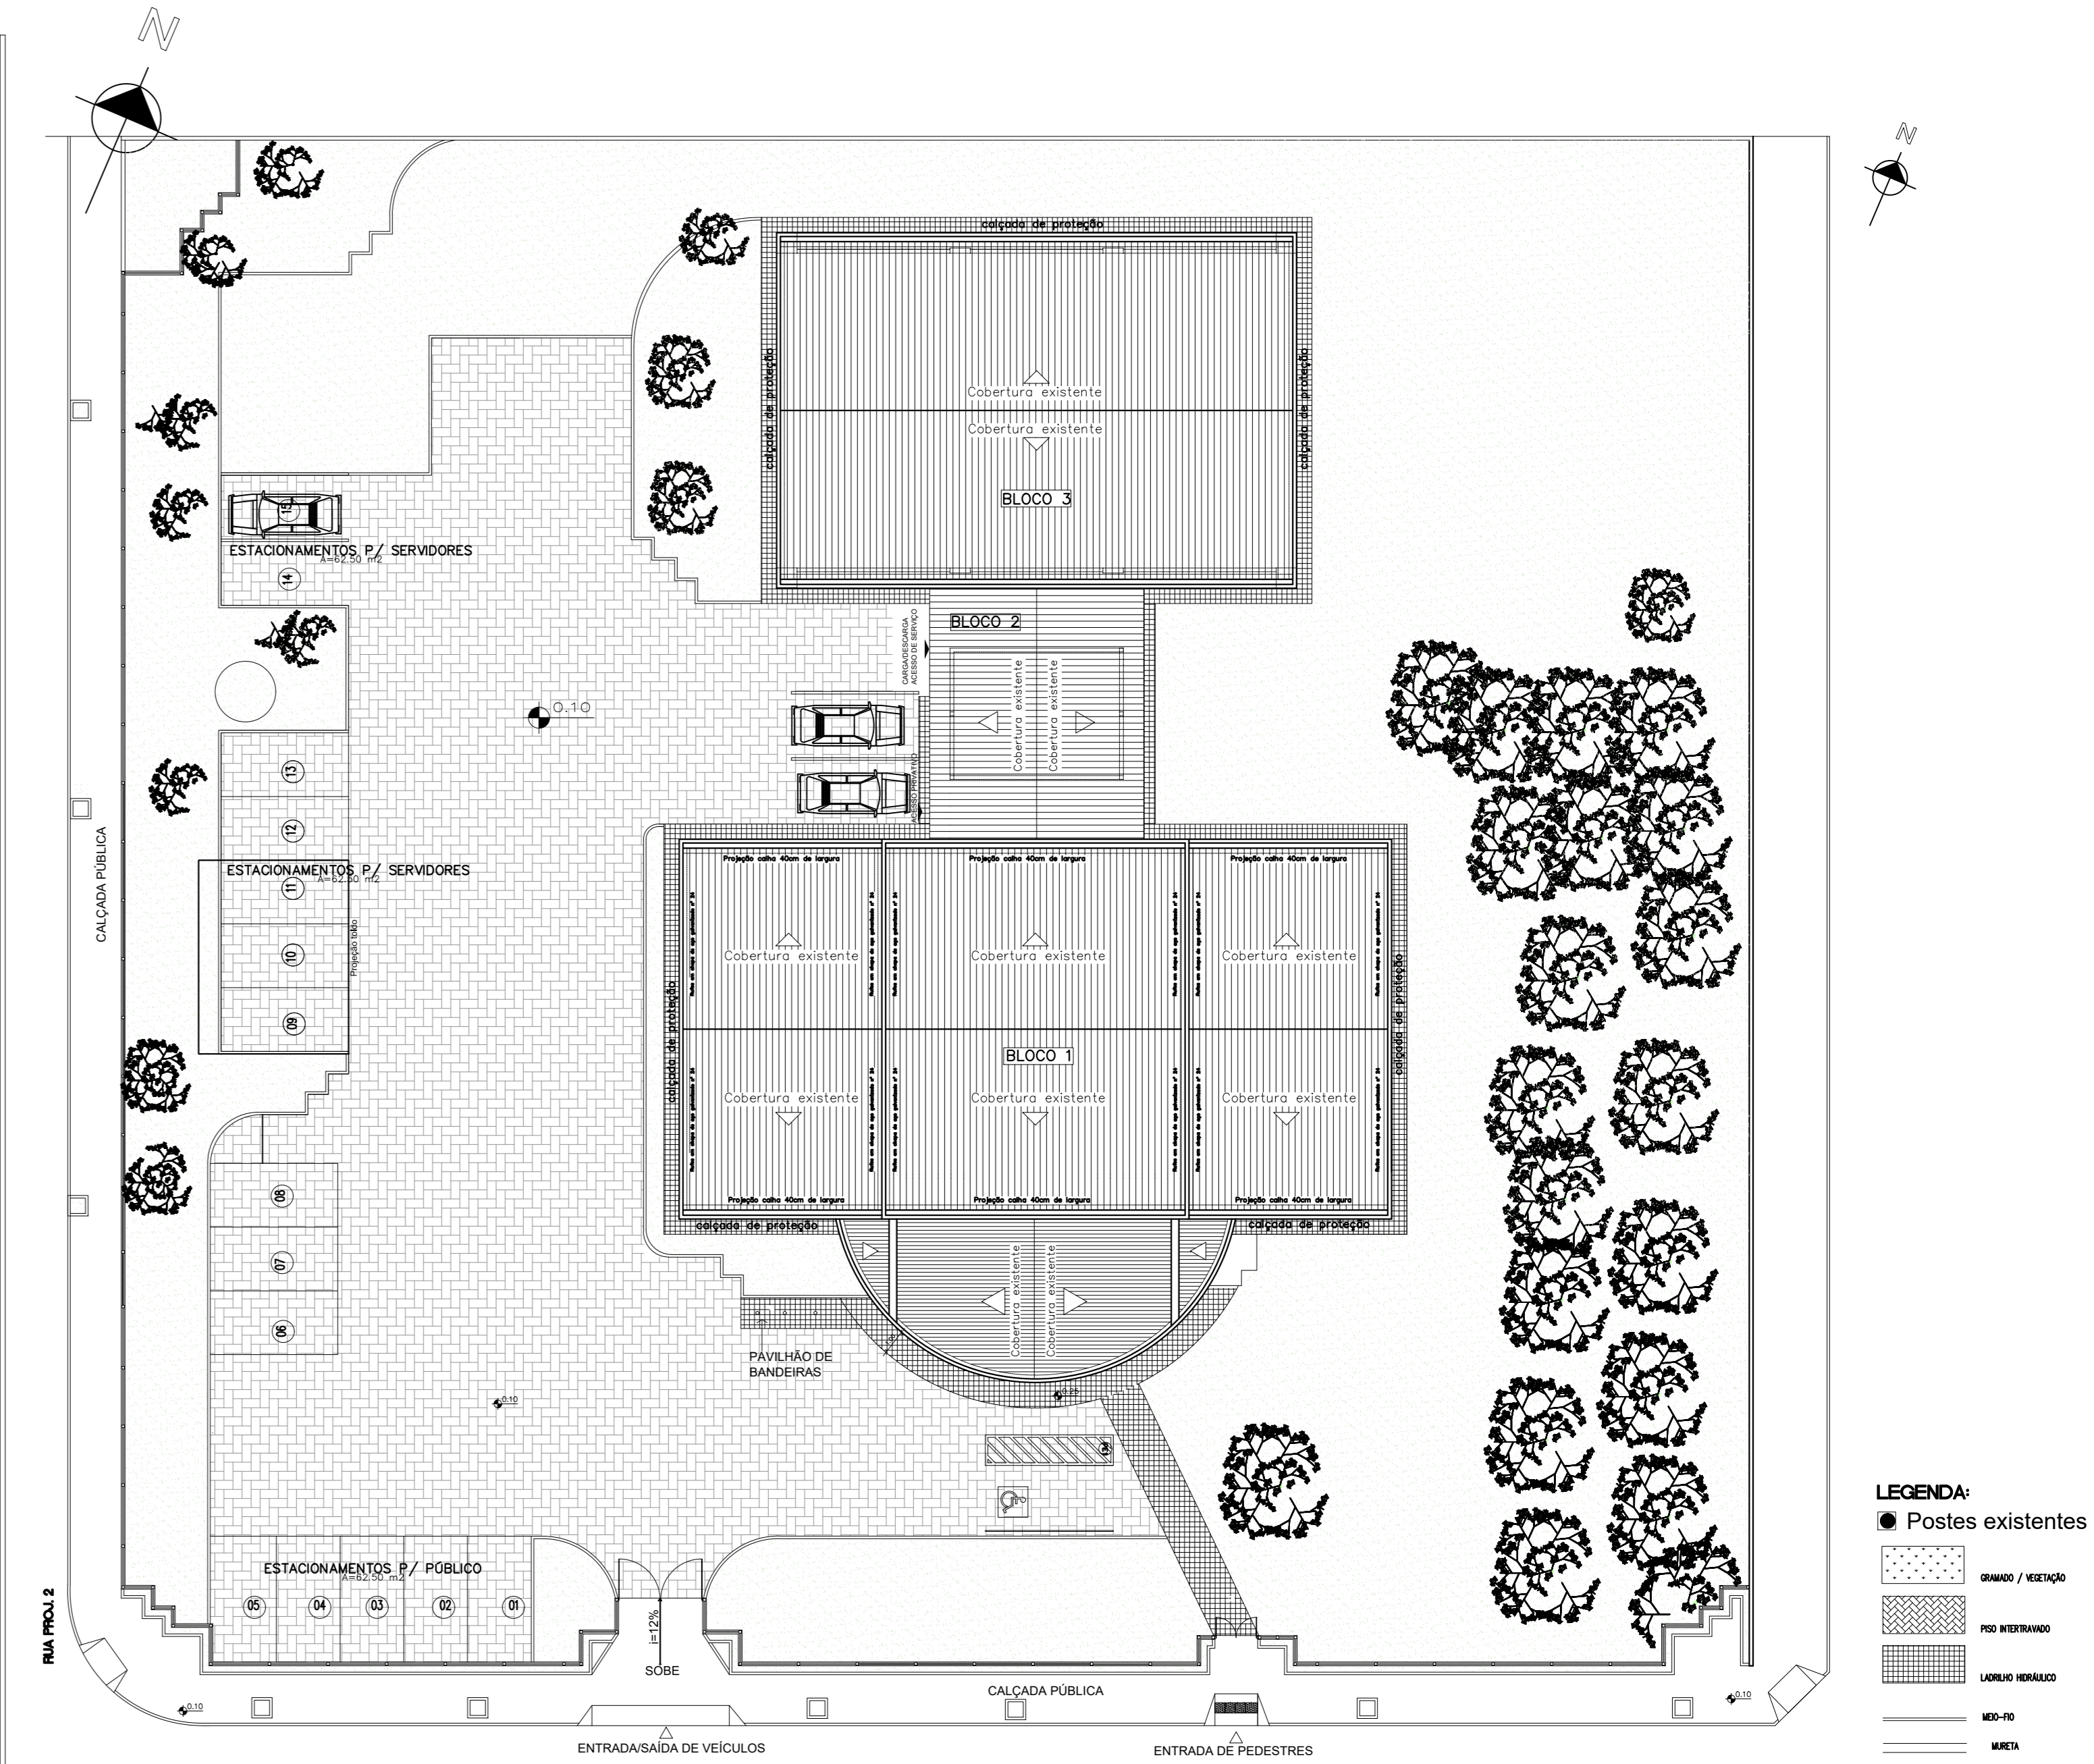 N
N
calçada de proteção
calçada de proteção
calçada de proteção
Cobertura existente
Cobertura existente
BLOCO 3
15
ESTACIONAMENTOS P/ SERVIDORES
A=62.50 m2
14
CARGA/DESCARGA
ACESSO DE SERVIÇO
BLOCO 2
Cobertura existente
Cobertura existente
0.10
13
12
ESTACIONAMENTOS P/ SERVIDORES
A=62.50 m2
11
10
09
Projeção toldo
CALÇADA PÚBLICA
ACESSO PRIVATIVO
Projeção calha 40cm de largura
Projeção calha 40cm de largura
Projeção calha 40cm de largura
Cobertura existente
Cobertura existente
Cobertura existente
calçada de proteção
calçada de proteção
BLOCO 1
Cobertura existente
Cobertura existente
Cobertura existente
Projeção calha 40cm de largura
Projeção calha 40cm de largura
Projeção calha 40cm de largura
calçada de proteção
calçada de proteção
Cobertura existente
Cobertura existente
08
07
06
PAVILHÃO DE
BANDEIRAS
0.25
0.10
ESTACIONAMENTOS P/ PÚBLICO
A=62.50 m2
05
04
03
02
01
RUA PROJ. 2
i=12%
SOBE
CALÇADA PÚBLICA
0.10
0.10
ENTRADA/SAÍDA DE VEÍCULOS
ENTRADA DE PEDESTRES
LEGENDA:
Postes existentes
GRAMADO / VEGETAÇÃO
PISO INTERTRAVADO
LADRILHO HIDRÁULICO
MEIO-FIO
MURETA